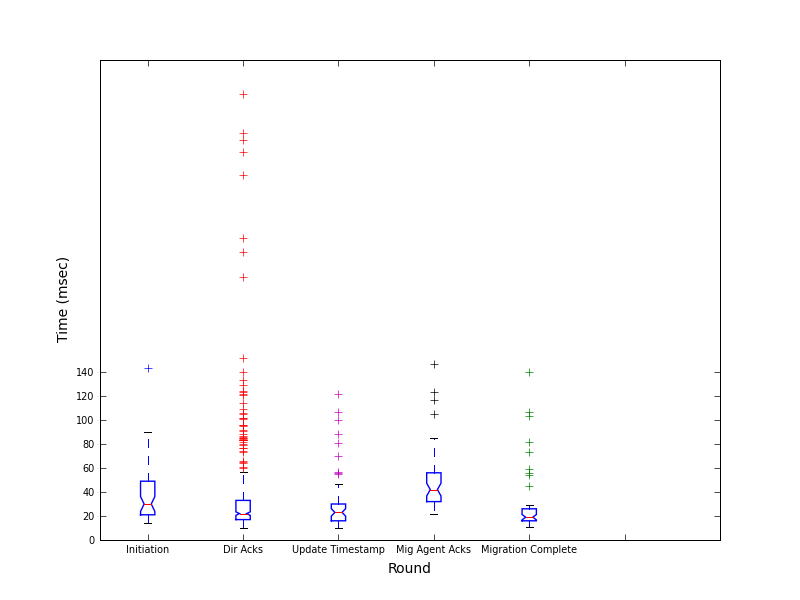 Time (msec)
140
120
100
80
60
40
20
0
Initiation Dir Acks Update Timestamp Mig Agent Acks Migration Complete
Round